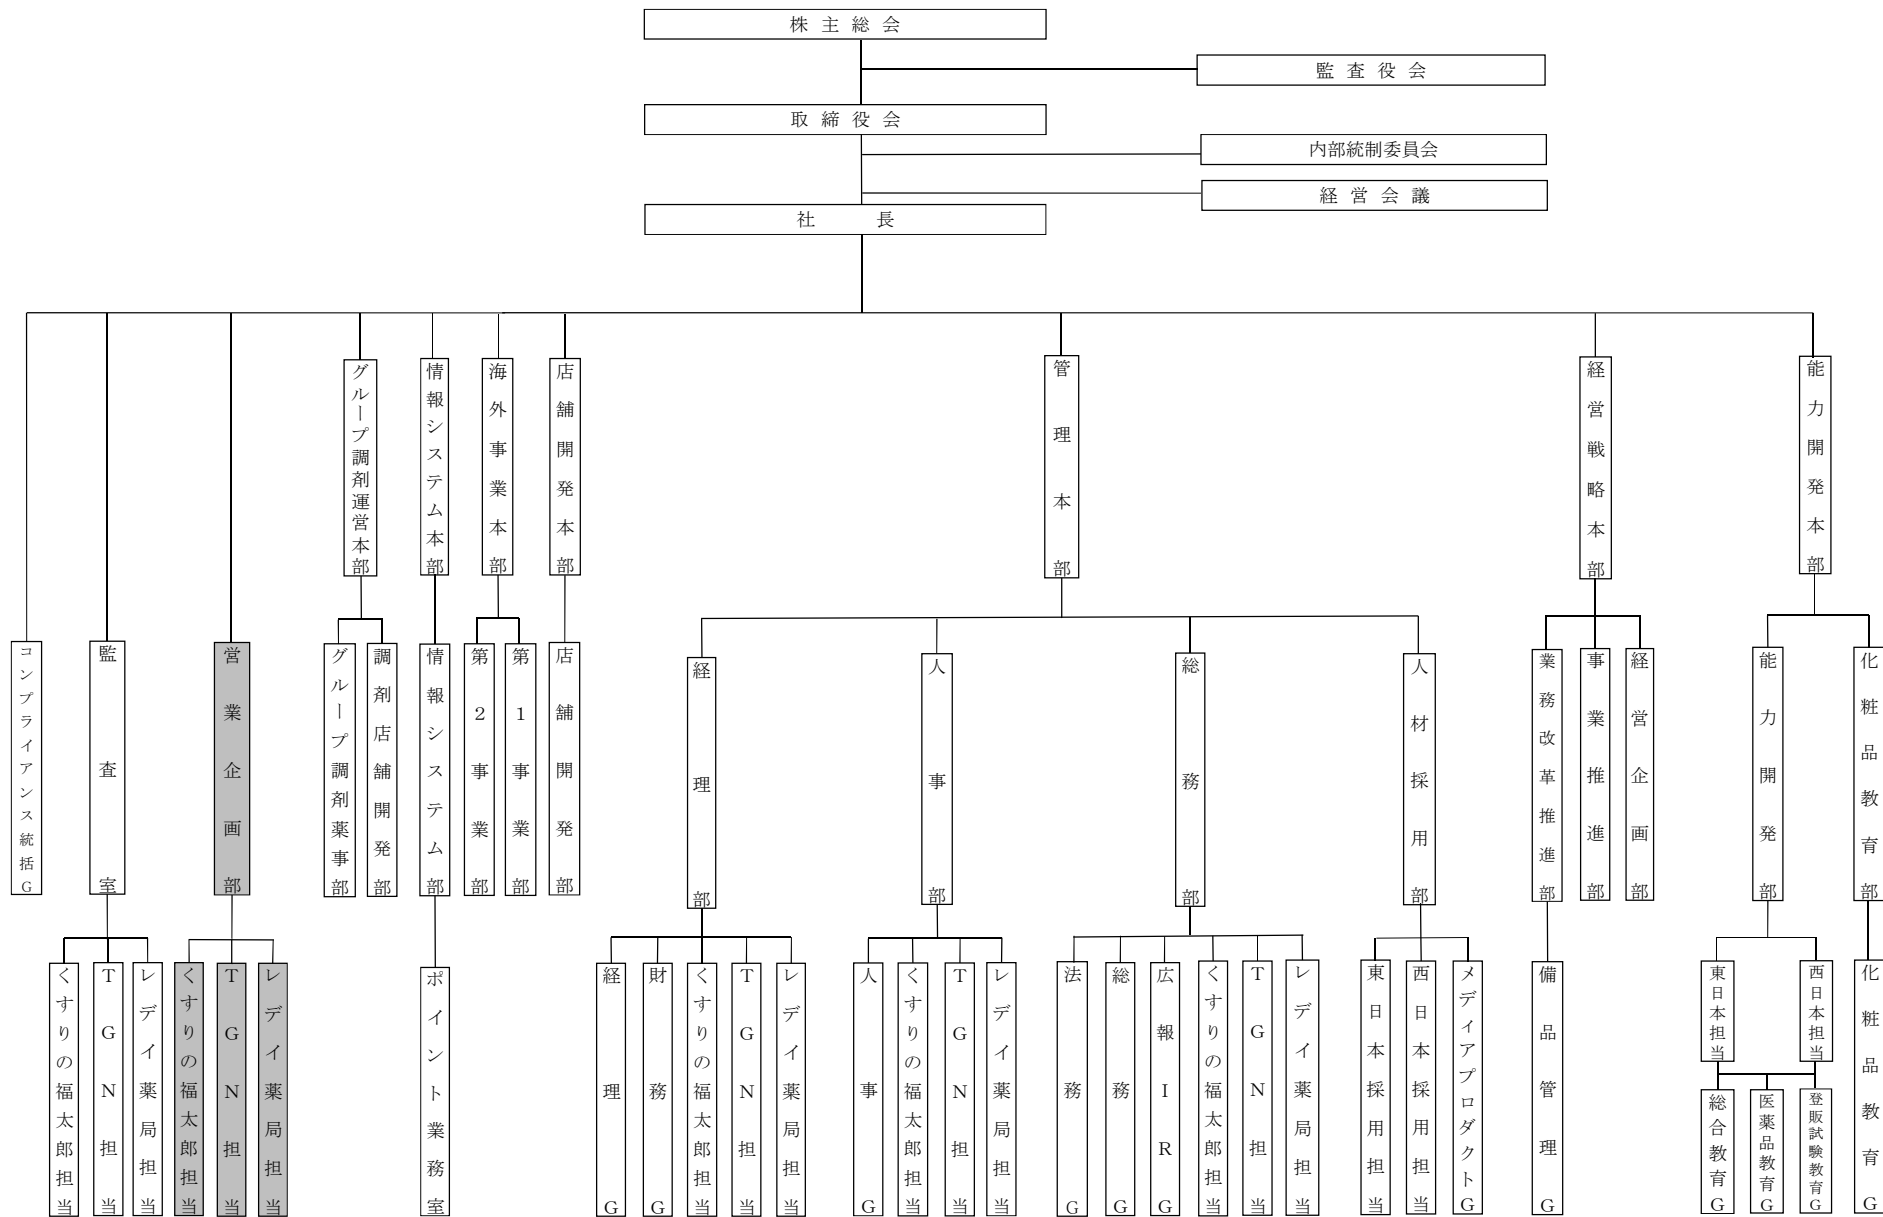 株主総会
監査役会
取締役会
内部統制委員会
経営会議
社長
グループ調剤運営本部
情報システム本部
海外事業本部
店舗開発本部
管理本部
経営戦略本部
能力開発本部
コンプライアンス統括G
監査室
営業企画部
グループ調剤薬事部
調剤店舗開発部
情報システム部
第2事業部
第1事業部
店舗開発部
経理部
人事部
総務部
人材採用部
業務改革推進部
事業推進部
経営企画部
能力開発部
化粧品教育部
くすりの福太郎担当
TGN担当
レデイ薬局担当
くすりの福太郎担当
TGN担当
レデイ薬局担当
ポイント業務室
経理G
財務G
くすりの福太郎担当
TGN担当
レデイ薬局担当
人事G
くすりの福太郎担当
TGN担当
レデイ薬局担当
法務G
総務G
広報IRG
くすりの福太郎担当
TGN担当
レデイ薬局担当
東日本採用担当
西日本採用担当
メディアプロダクトG
備品管理G
東日本担当
西日本担当
化粧品教育G
総合教育G
医薬品教育G
登販試験教育G